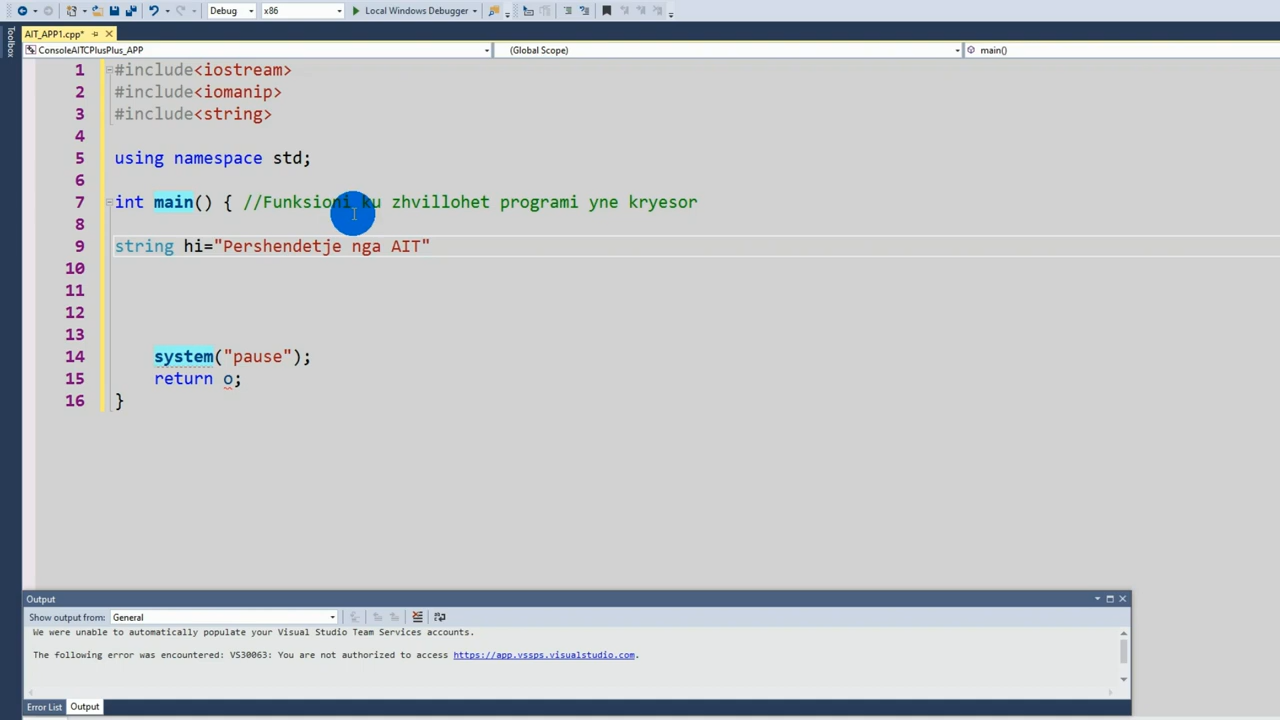 Debug x86 Local Windows Debugger
AIT_APP1.cpp*
Toolbox
ConsoleAITCPlusPlus_APP (Global Scope) main()
1 #include<iostream>
2 #include<iomanip>
3 #include<string>
4
5 using namespace std;
6
7 int main() { //Funksioni ku zhvillohet programi yne kryesor
8
9 string hi="Pershendetje nga AIT"
10
11
12
13
14 system("pause");
15 return o;
16 }
Output
Show output from: General
We were unable to automatically populate your Visual Studio Team Services accounts.
The following error was encountered: VS30063: You are not authorized to access https://app.vssps.visualstudio.com.
Error List Output